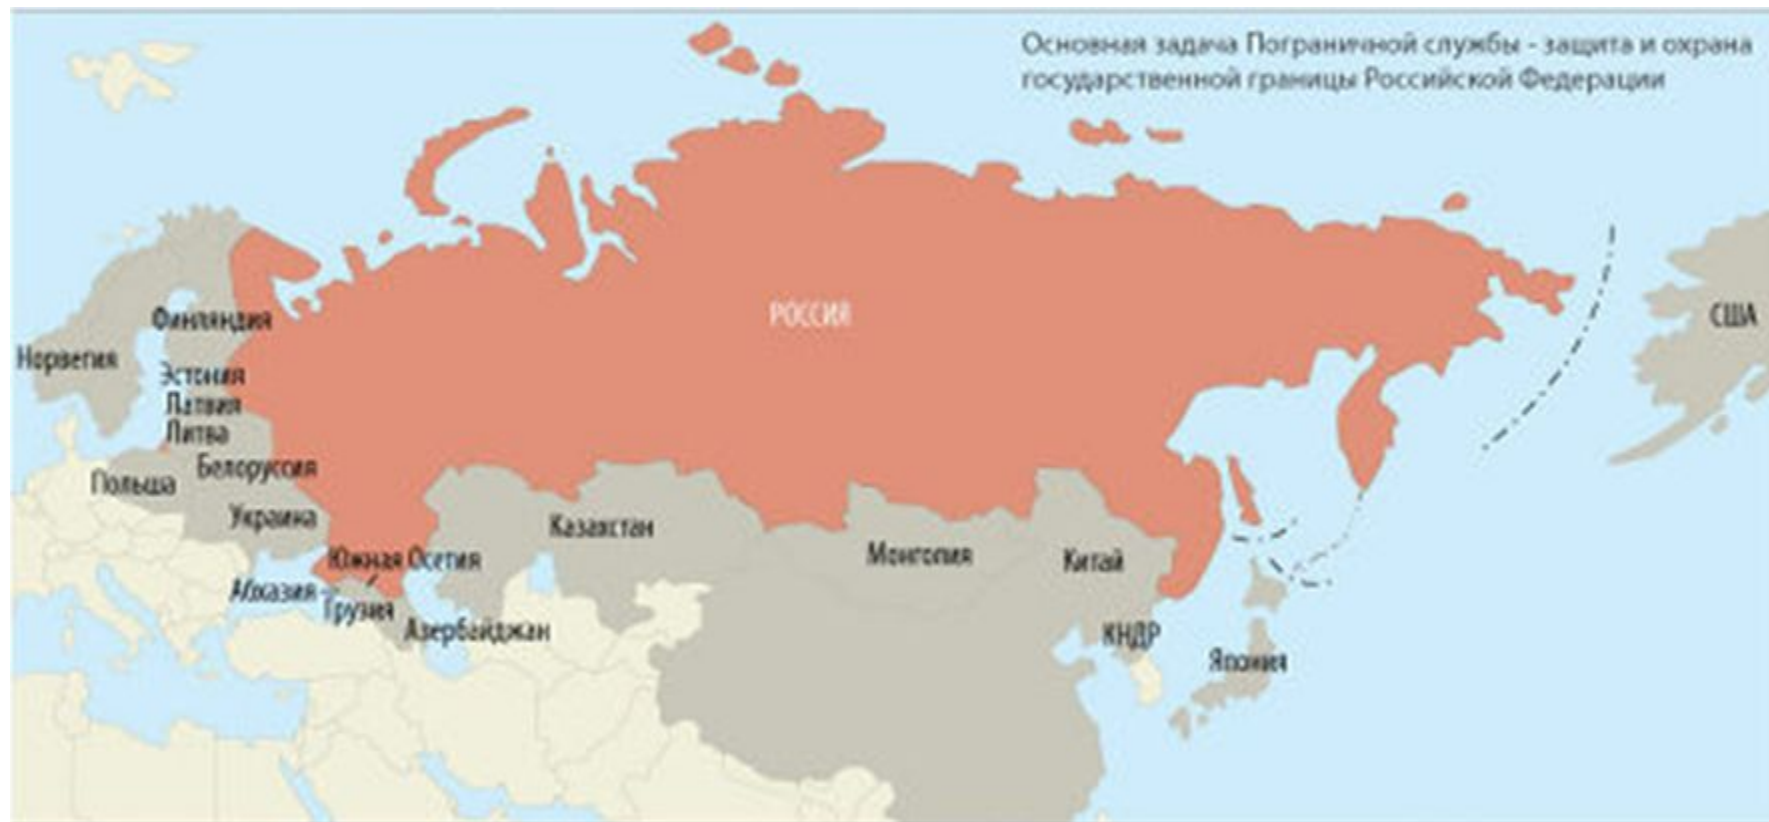 Основная задача Пограничной службы - защита и охрана
государственной границы Российской Федерации
РОССИЯ
США
Финляндия
Норвегия
Эстония
Латвия
Литва
Белоруссия
Польша
Украина
Казахстан
Монголия
Китай
Южная Осетия
Абхазия
Грузия
Азербайджан
КНДР
Япония